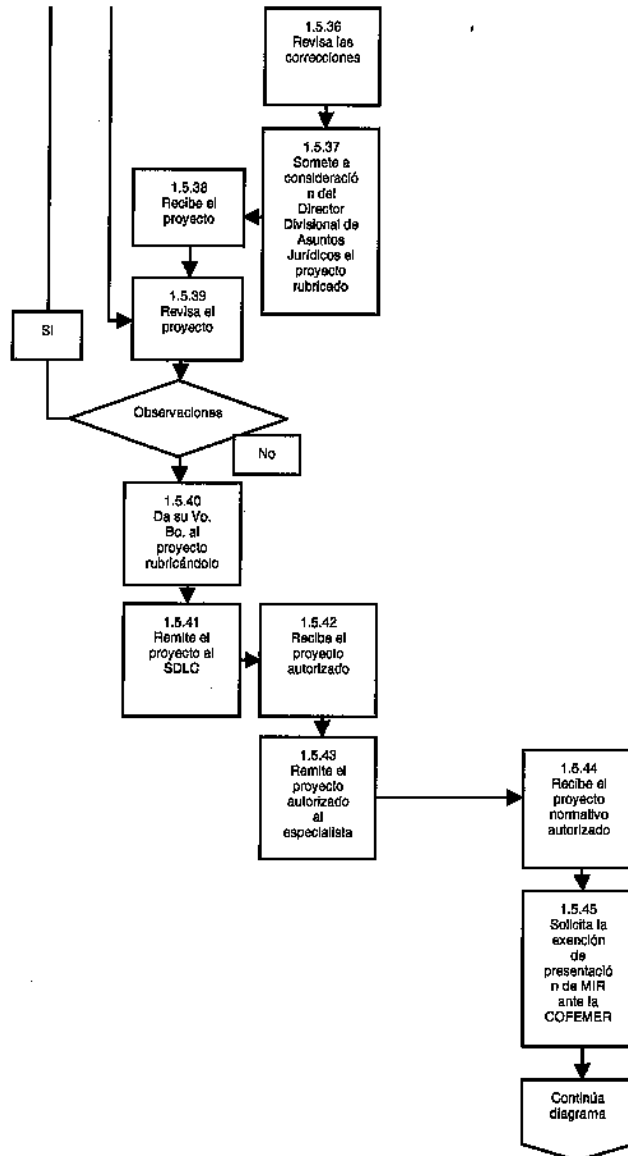 1.5.36
Revisa las
correcciones
1.5.37
Somete a
consideració
n del
Director
Divisional de
Asuntos
Jurídicos el
proyecto
rubricado
1.5.38
Recibe el
proyecto
1.5.39
Revisa el
proyecto
SI
Observaciones
No
1.5.40
Da su Vo.
Bo. al
proyecto
rubricándolo
1.5.41
Remite el
proyecto al
SDLC
1.5.42
Recibe el
proyecto
autorizado
1.5.43
Remite el
proyecto
autorizado
al
especialista
1.5.44
Recibe el
proyecto
normativo
autorizado
1.5.45
Solicita la
exención
de
presentació
n de MIR
ante la
COFEMER
Continúa
diagrama